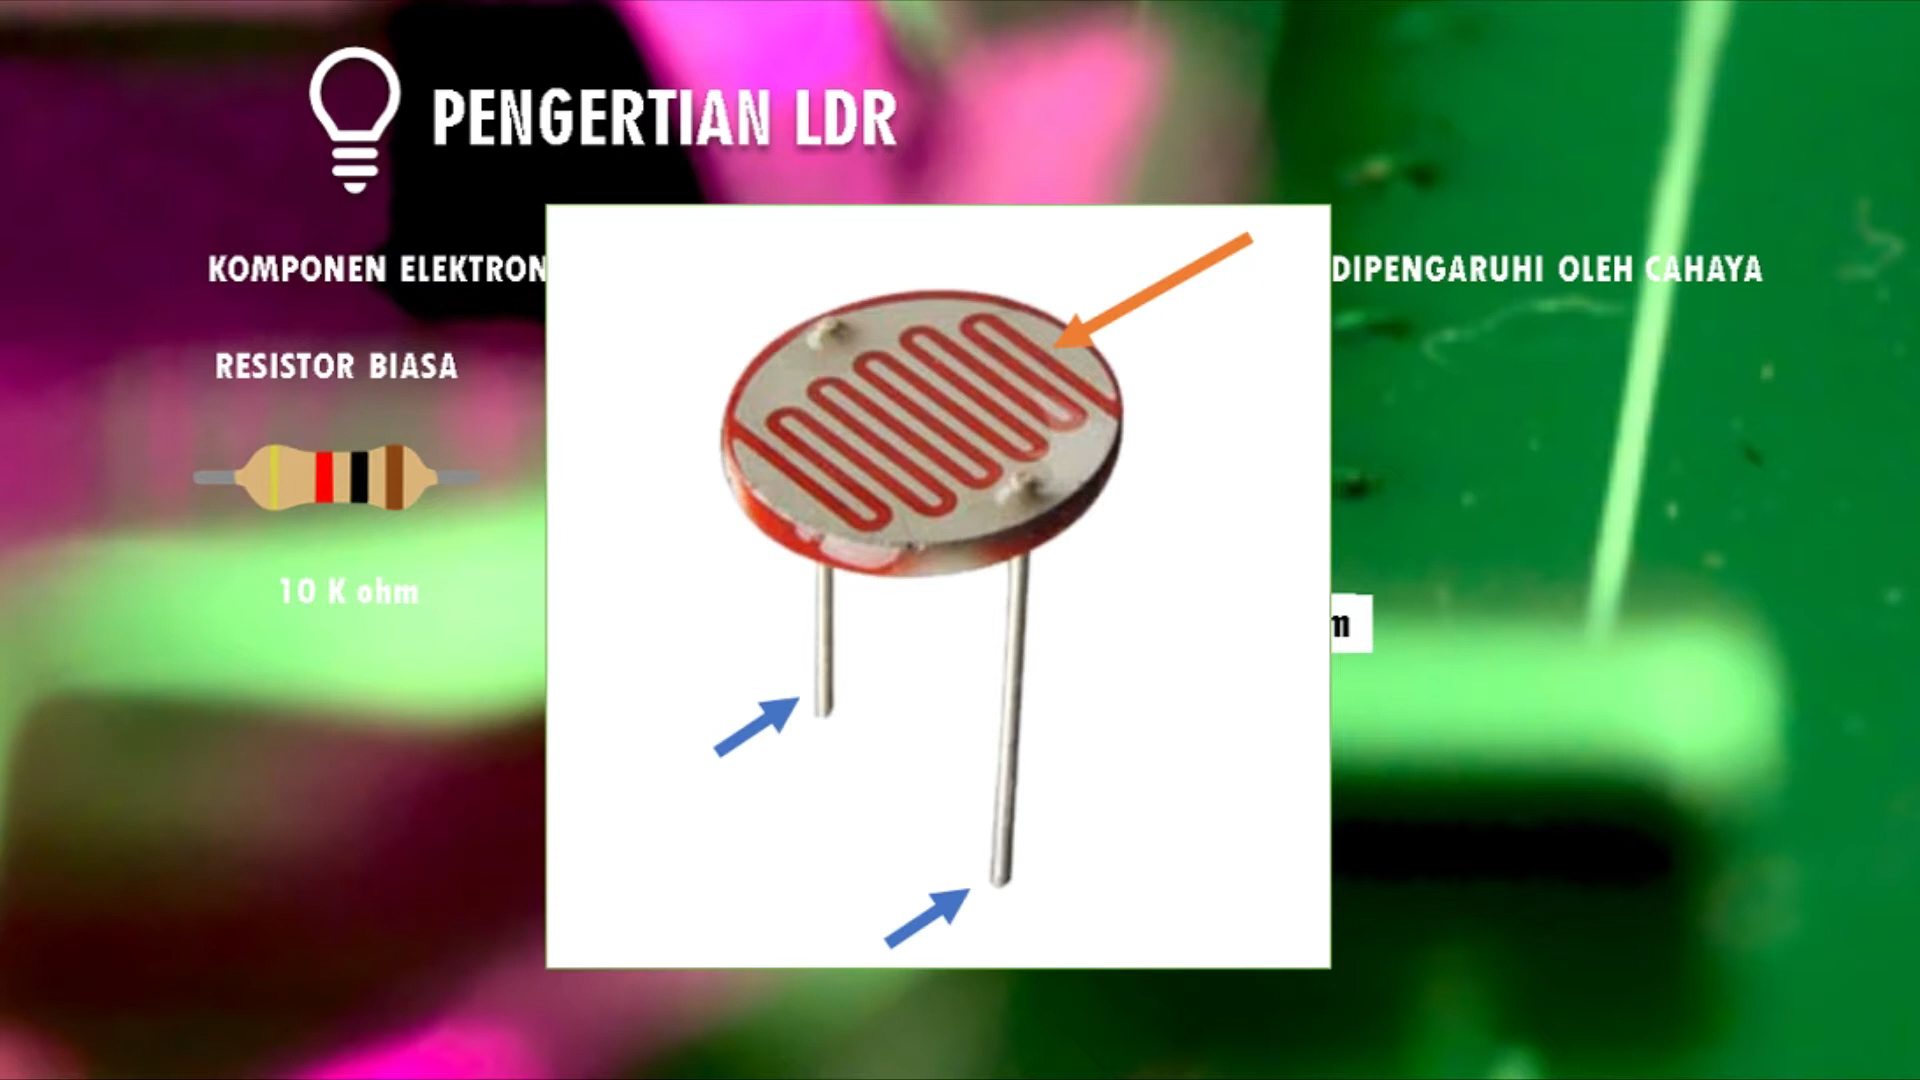 PENGERTIAN LDR
KOMPONEN ELEKTRON
DIPENGARUHI OLEH CAHAYA
RESISTOR BIASA
10 K ohm
m